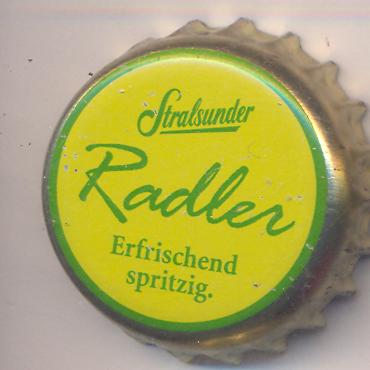 Stralsunder
Radler
Erfrischend
spritzig.